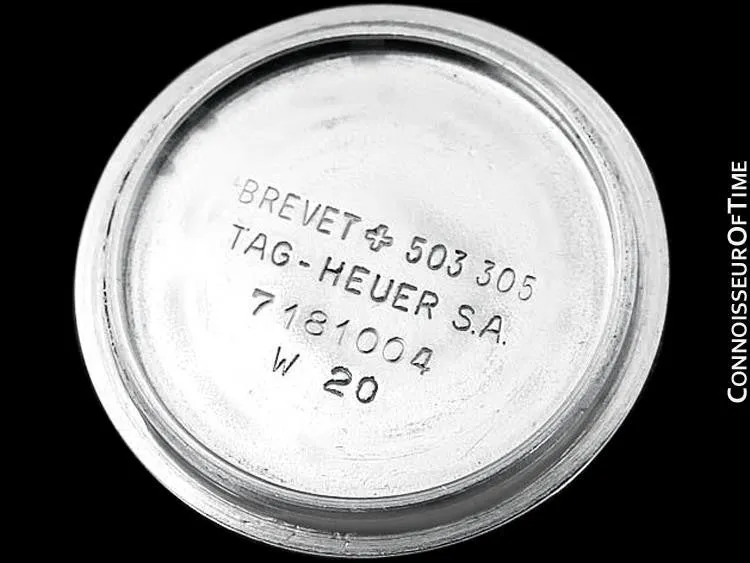 BREVET ✚ 503 305
TAG-HEUER S.A.
7181004
W 20
CONNOISSEUROFTIME